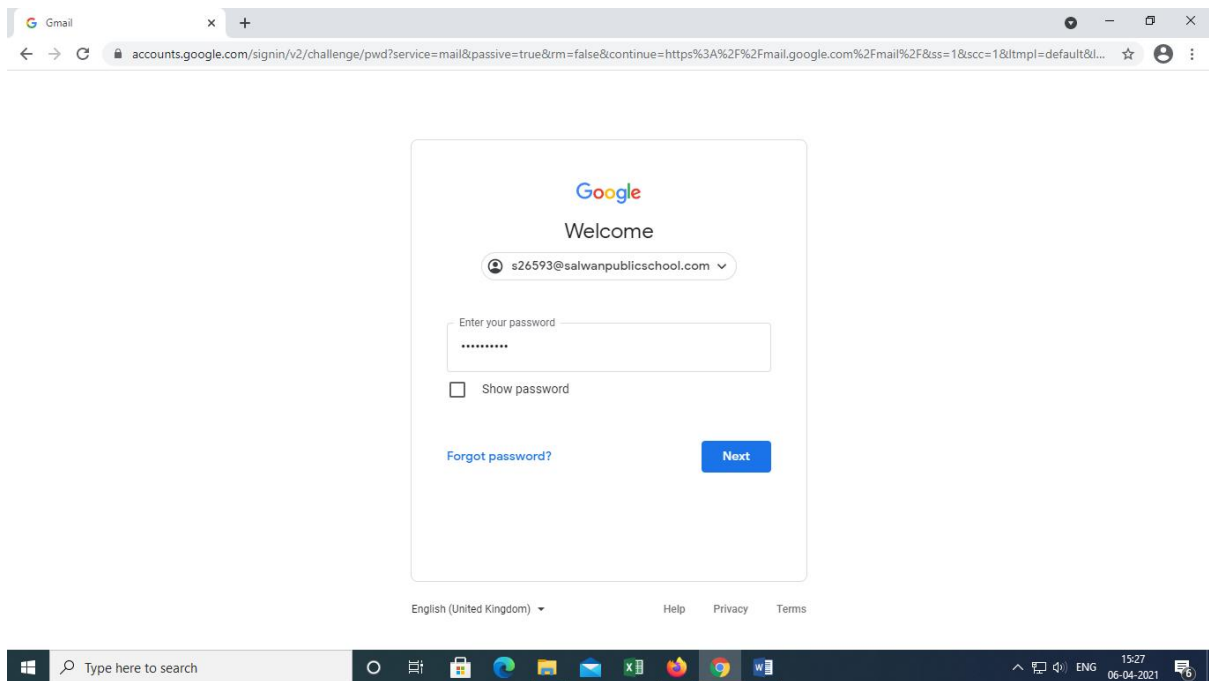 Gmail
accounts.google.com/signin/v2/challenge/pwd?service=mail&passive=true&rm=false&continue=https%3A%2F%2Fmail.google.com%2Fmail%2F&ss=1&scc=1&ltmpl=default&l...
Google
Welcome
s26593@salwanpublicschool.com
Enter your password
••••••••••
Show password
Forgot password?
Next
English (United Kingdom)
Help Privacy Terms
Type here to search
ENG
15:27
06-04-2021
6